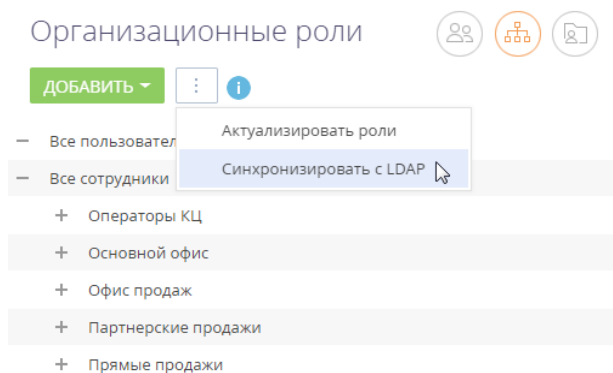 Организационные роли
ДОБАВИТЬ
Актуализировать роли
Все пользовател
Синхронизировать с LDAP
Все сотрудники
Операторы КЦ
Основной офис
Офис продаж
Партнерские продажи
Прямые продажи